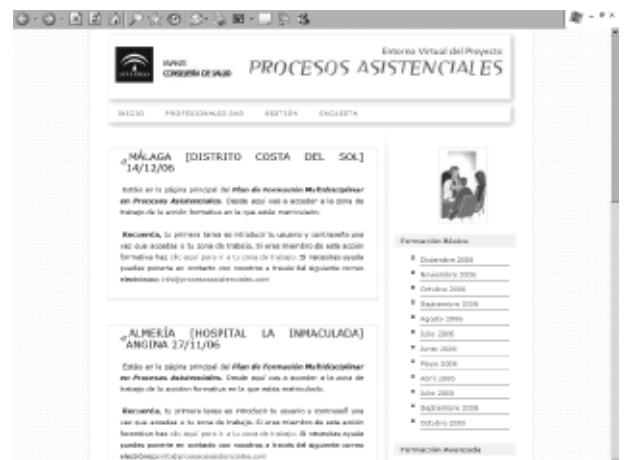 Entorno Virtual del Proyecto
IAVANTE
CONSEJERÍA DE SALUD
PROCESOS ASISTENCIALES
INICIO PROFESIONALES SAS GESTIÓN ENCUESTA
MÁLAGA [DISTRITO COSTA DEL SOL]
14/12/06
Estás en la página principal del Plan de Formación Multidisciplinar
en Procesos Asistenciales. Desde aquí vas a acceder a la zona de
trabajo de la acción formativa en la que estás matriculado.
Recuerda, tu primera tarea es introducir tu usuario y contraseña una
vez que accedas a tu zona de trabajo. Si eres miembro de esta acción
formativa haz clic aquí para ir a tu zona de trabajo. Si necesitas ayuda
puedes ponerte en contacto con nosotros a través del siguiente correo
electrónico: info@procesosasistenciales.com
ALMERÍA [HOSPITAL LA INMACULADA]
ANGINA 27/11/06
Estás en la página principal del Plan de Formación Multidisciplinar
en Procesos Asistenciales. Desde aquí vas a acceder a la zona de
trabajo de la acción formativa en la que estás matriculado.
Recuerda, tu primera tarea es introducir tu usuario y contraseña una
vez que accedas a tu zona de trabajo. Si eres miembro de esta acción
formativa haz clic aquí para ir a tu zona de trabajo. Si necesitas ayuda
puedes ponerte en contacto con nosotros a través del siguiente correo
electrónico: info@procesosasistenciales.com
Formación Básica
Diciembre 2006
Noviembre 2006
Octubre 2006
Septiembre 2006
Agosto 2006
Julio 2006
Junio 2006
Mayo 2006
Abril 2006
Julio 2005
Septiembre 2005
Octubre 2005
Formación Avanzada